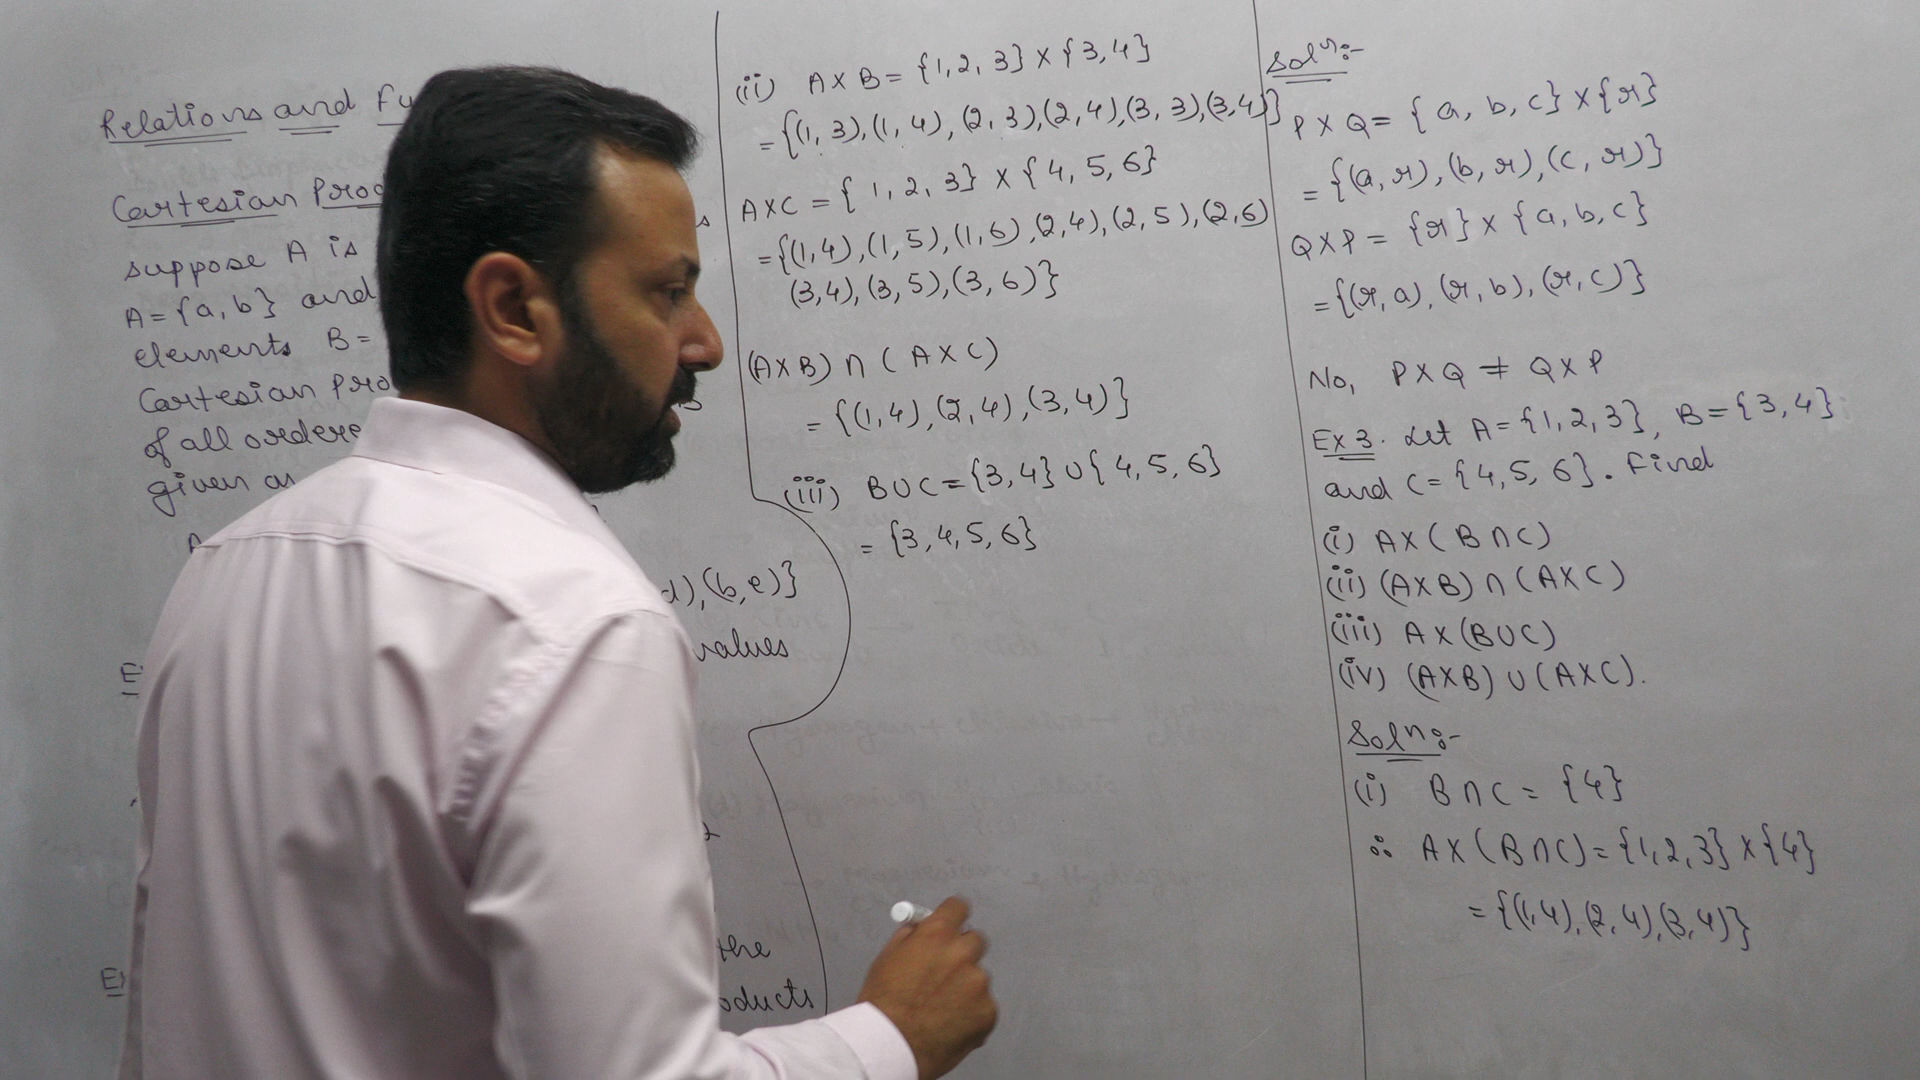 Relations and Fu
Cartesian Prod
suppose A is
A={a,b} and
elements B=
Cartesian pro
of all ordere
given as
d),(b,e)}
values
the
oducts
(ii) A×B = {1,2,3} × {3,4}
= {(1,3),(1,4),(2,3),(2,4),(3,3),(3,4)}
A×C = {1,2,3} × {4,5,6}
= {(1,4),(1,5),(1,6),(2,4),(2,5),(2,6)
(3,4),(3,5),(3,6)}
(A×B) ∩ (A×C)
= {(1,4),(2,4),(3,4)}
(iii) B∪C = {3,4} ∪ {4,5,6}
= {3,4,5,6}
Solⁿ:-
P×Q = {a,b,c} × {r}
= {(a,r),(b,r),(c,r)}
Q×P = {r} × {a,b,c}
= {(r,a),(r,b),(r,c)}
No, P×Q ≠ Q×P
Ex 3. Let A={1,2,3}, B={3,4}
and C={4,5,6}. Find
(i) A×(B∩C)
(ii) (A×B)∩(A×C)
(iii) A×(B∪C)
(iv) (A×B)∪(A×C).
Solⁿ:-
(i) B∩C = {4}
∴ A×(B∩C) = {1,2,3}×{4}
= {(1,4),(2,4),(3,4)}